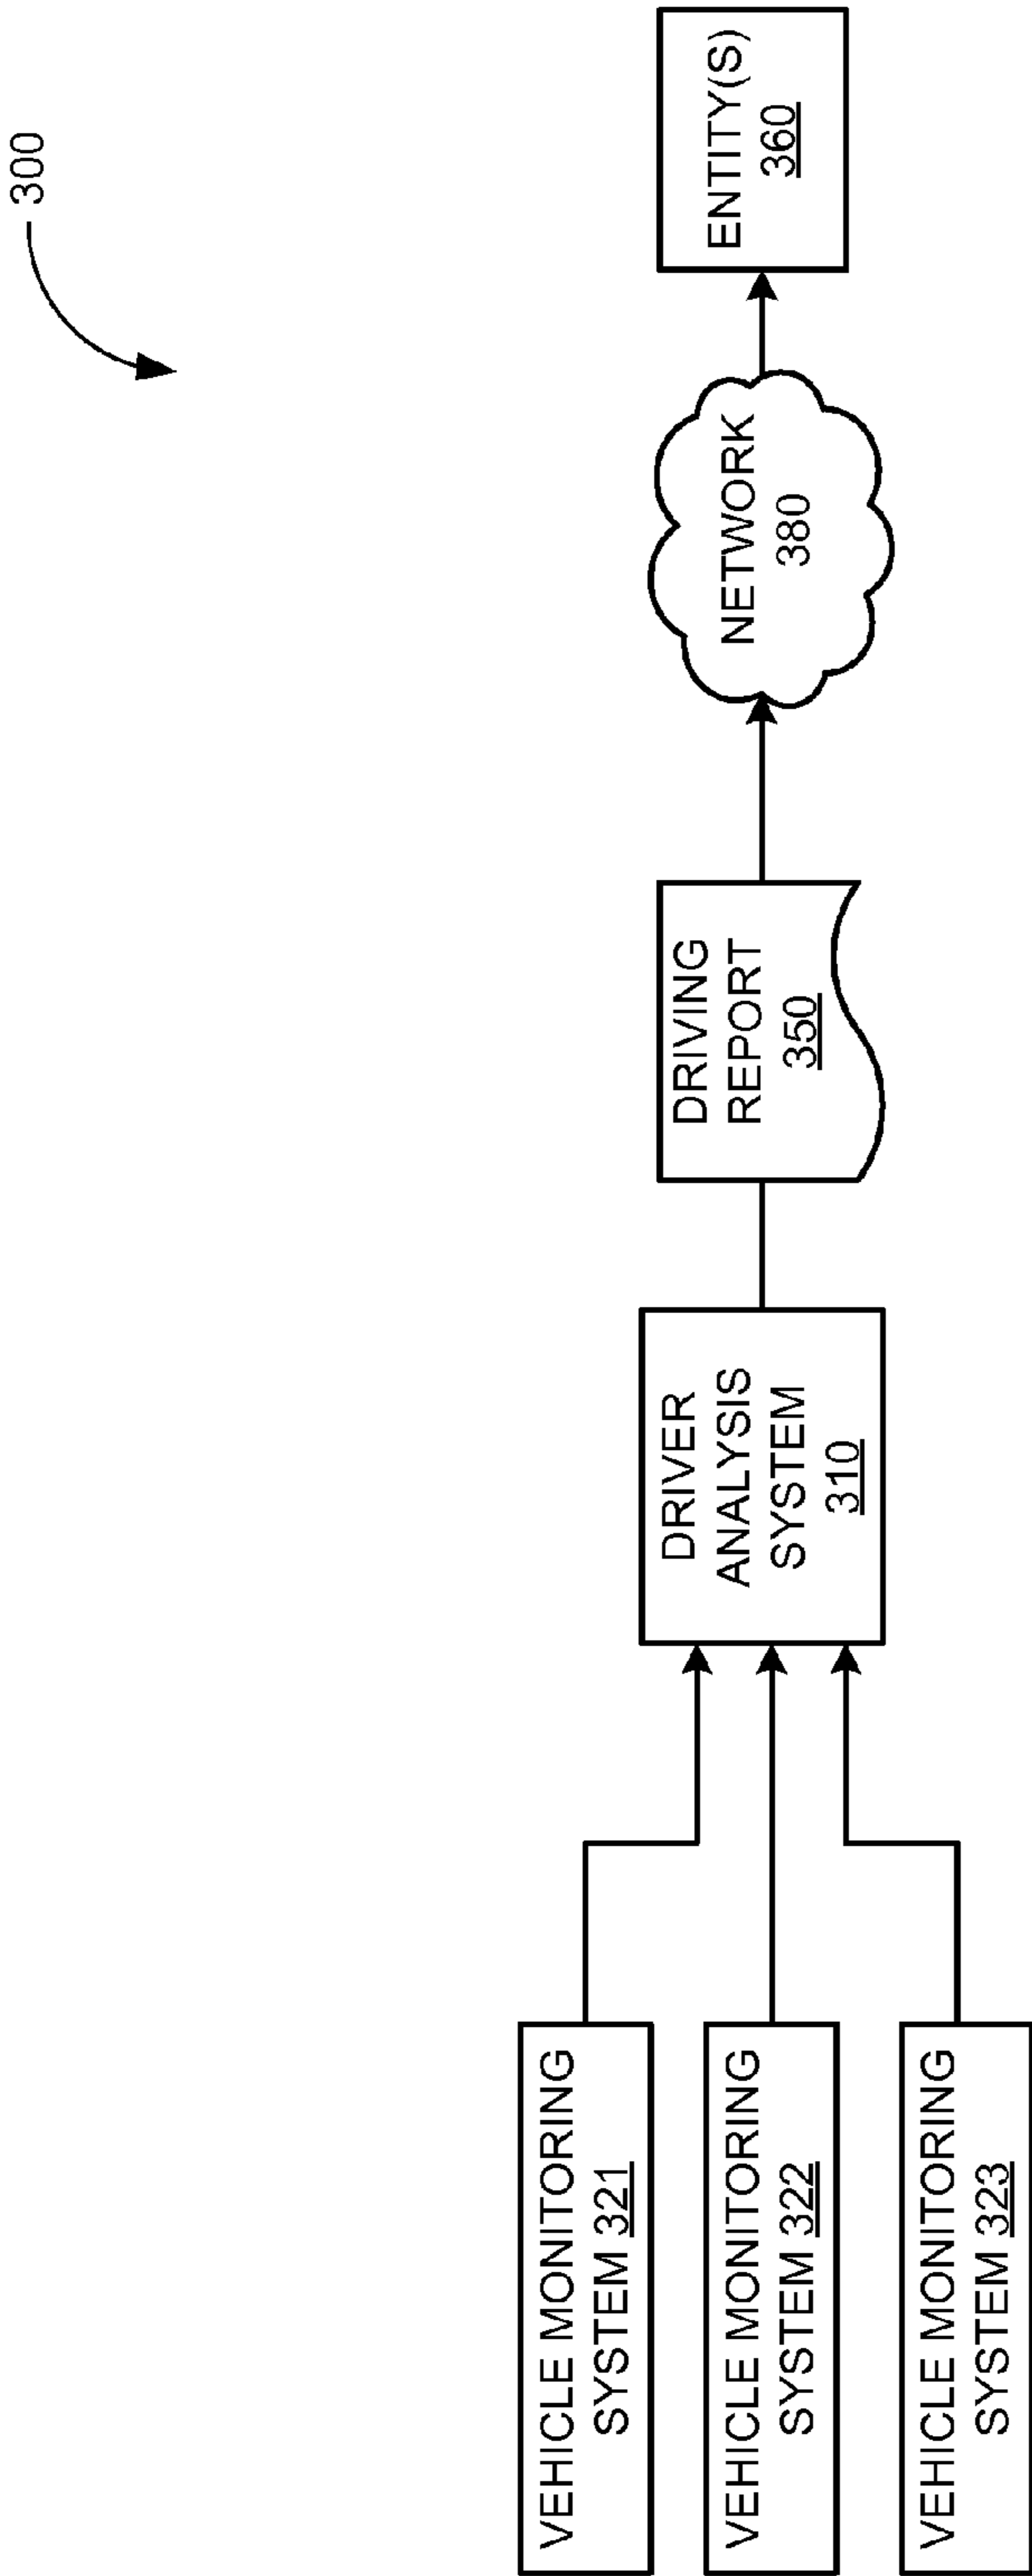 300
VEHICLE MONITORING
SYSTEM 321
VEHICLE MONITORING
SYSTEM 322
VEHICLE MONITORING
SYSTEM 323
DRIVER
ANALYSIS
SYSTEM
310
DRIVING
REPORT
350
NETWORK
380
ENTITY(S)
360